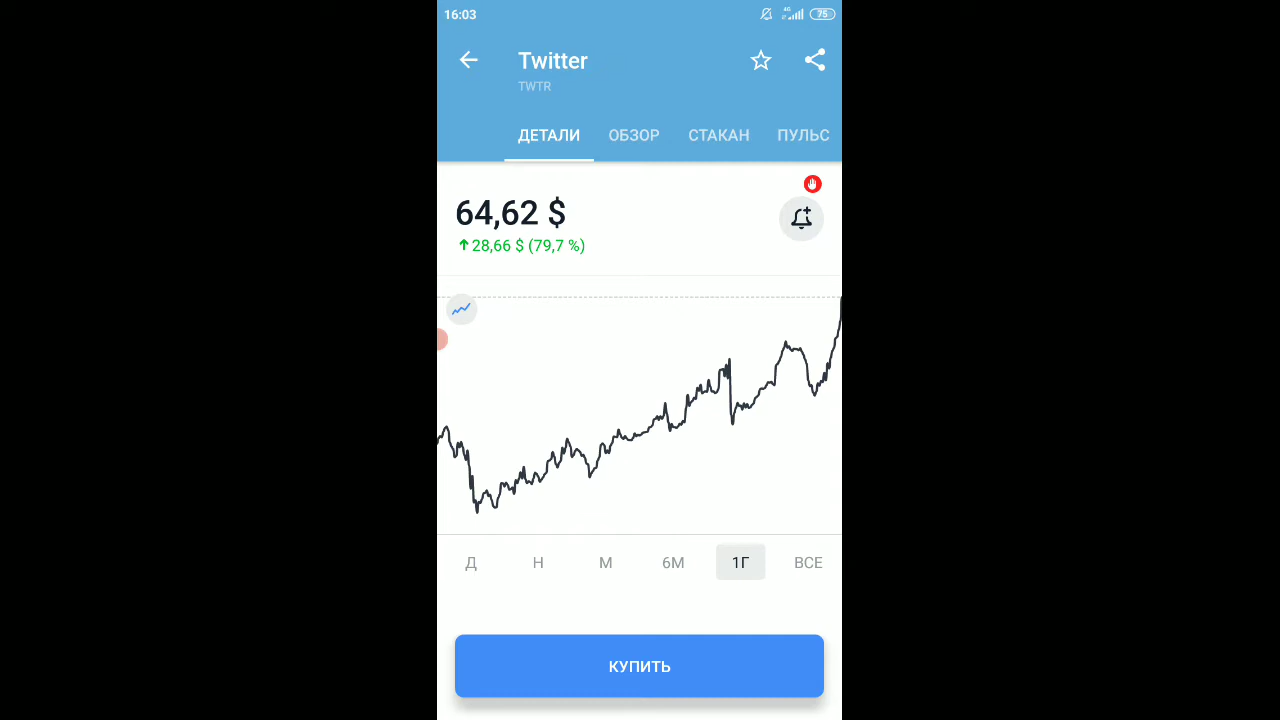 16:03
4G
75
Twitter
TWTR
ДЕТАЛИ ОБЗОР СТАКАН ПУЛЬС
64,62 $
28,66 $ (79,7 %)
Д Н М 6М 1Г ВСЕ
КУПИТЬ